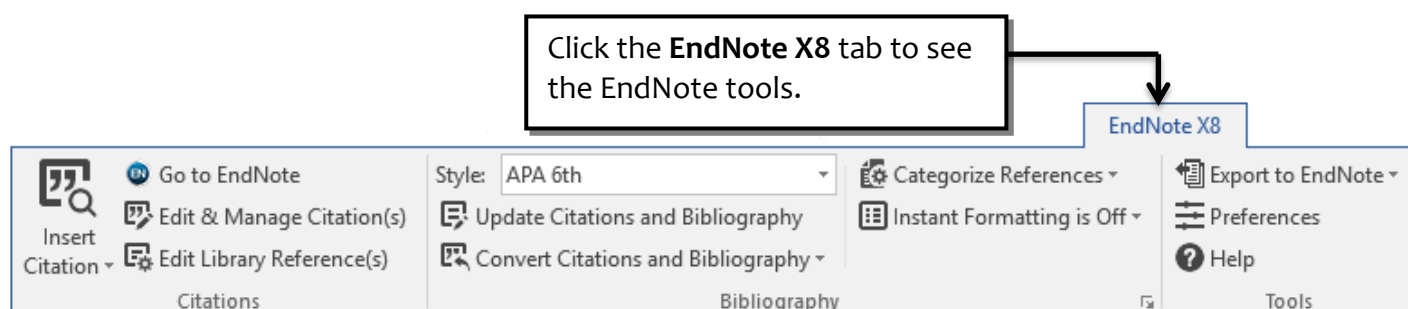 Click the EndNote X8 tab to see
the EndNote tools.
EndNote X8
Insert
Citation
Go to EndNote
Edit & Manage Citation(s)
Edit Library Reference(s)
Citations
Style: APA 6th
Update Citations and Bibliography
Convert Citations and Bibliography
Categorize References
Instant Formatting is Off
Bibliography
Export to EndNote
Preferences
Help
Tools